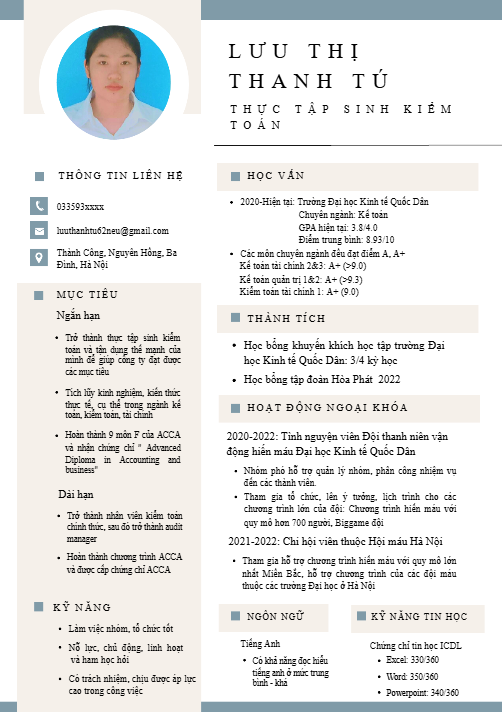 LƯU THỊ
THANH TÚ
THỰC TẬP SINH KIỂM
TOÁN
THÔNG TIN LIÊN HỆ
033593xxxx
luuthanhtu62neu@gmail.com
Thành Công, Nguyên Hồng, Ba
Đình, Hà Nội
MỤC TIÊU
Ngắn hạn
• Trở thành thực tập sinh kiểm
toán và tận dụng thế mạnh của
mình để giúp công ty đạt được
các mục tiêu
• Tích lũy kinh nghiệm, kiến thức
thực tế, cụ thể trong ngành kế
toán, kiểm toán, tài chính
• Hoàn thành 9 môn F của ACCA
và nhận chứng chỉ " Advanced
Diploma in Accounting and
business"
Dài hạn
• Trở thành nhân viên kiểm toán
chính thức, sau đó trở thành audit
manager
• Hoàn thành chương trình ACCA
và được cấp chứng chỉ ACCA
KỸ NĂNG
• Làm việc nhóm, tổ chức tốt
• Nỗ lực, chủ động, linh hoạt
và ham học hỏi
• Có trách nhiệm, chịu được áp lực
cao trong công việc
HỌC VẤN
• 2020-Hiện tại: Trường Đại học Kinh tế Quốc Dân
Chuyên ngành: Kế toán
GPA hiện tại: 3.8/4.0
Điểm trung bình: 8.93/10
• Các môn chuyên ngành đều đạt điểm A, A+
Kế toán tài chính 2&3: A+ (>9.0)
Kế toán quản trị 1&2: A+ (>9.3)
Kiểm toán tài chính 1: A+ (9.0)
THÀNH TÍCH
• Học bổng khuyến khích học tập trường Đại
học Kinh tế Quốc Dân: 3/4 kỳ học
• Học bổng tập đoàn Hòa Phát 2022
HOẠT ĐỘNG NGOẠI KHÓA
2020-2022: Tình nguyện viên Đội thanh niên vận
động hiến máu Đại học Kinh tế Quốc Dân
• Nhóm phó hỗ trợ quản lý nhóm, phân công nhiệm vụ
đến các thành viên.
• Tham gia tổ chức, lên ý tưởng, lịch trình cho các
chương trình lớn của đội: Chương trình hiến máu với
quy mô hơn 700 người, Biggame đội
2021-2022: Chi hội viên thuộc Hội máu Hà Nội
• Tham gia hỗ trợ chương trình hiến máu với quy mô lớn
nhất Miền Bắc, hỗ trợ chương trình của các đội máu
thuộc các trường Đại học ở Hà Nội
NGÔN NGỮ
Tiếng Anh
• Có khả năng đọc hiểu
tiếng anh ở mức trung
bình - khá
KỸ NĂNG TIN HỌC
Chứng chỉ tin học ICDL
• Excel: 330/360
• Word: 350/360
• Powerpoint: 340/360